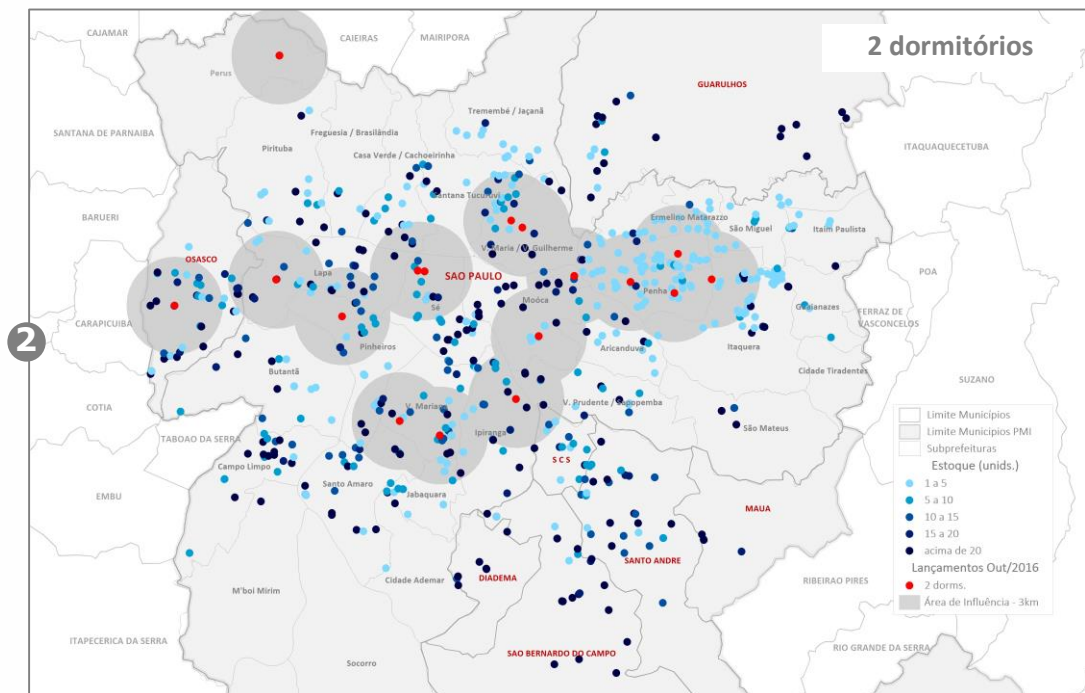 2 dormitórios
CAJAMAR
CAIEIRAS
MAIRIPORA
Perus
GUARULHOS
Tremembé / Jaçanã
SANTANA DE PARNAIBA
Freguesia / Brasilândia
Pirituba
Casa Verde / Cachoeirinha
ITAQUAQUECETUBA
Santana Tucuruvi
BARUERI
Ermelino Matarazzo
São Miguel
Itaim Paulista
V. Maria / V. Guilherme
OSASCO
Lapa
SAO PAULO
POA
Penha
Moóca
Sé
Guaianazes
FERRAZ DE
VASCONCELOS
CARAPICUIBA
2
Pinheiros
Aricanduva
Itaquera
Butantã
Cidade Tiradentes
SUZANO
COTIA
V. Mariana
V. Prudente / Sapopemba
TABOAO DA SERRA
Ipiranga
São Mateus
S C S
Campo Limpo
Santo Amaro
Jabaquara
EMBU
MAUA
SANTO ANDRE
DIADEMA
Cidade Ademar
M'boi Mirim
RIBEIRAO PIRES
ITAPECERICA DA SERRA
Socorro
SAO BERNARDO DO CAMPO
RIO GRANDE DA SERRA
Limite Municípios
Limite Municipios PMI
Subprefeituras
Estoque (unids.)
1 a 5
5 a 10
10 a 15
15 a 20
acima de 20
Lançamentos Out/2016
2 dorms.
Área de Influência - 3km